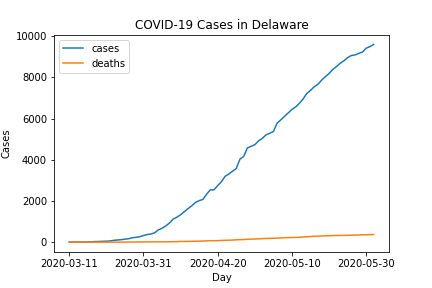 COVID-19 Cases in Delaware
cases
deaths
10000
8000
6000
4000
2000
0
Cases
2020-03-11 2020-03-31 2020-04-20 2020-05-10 2020-05-30
Day